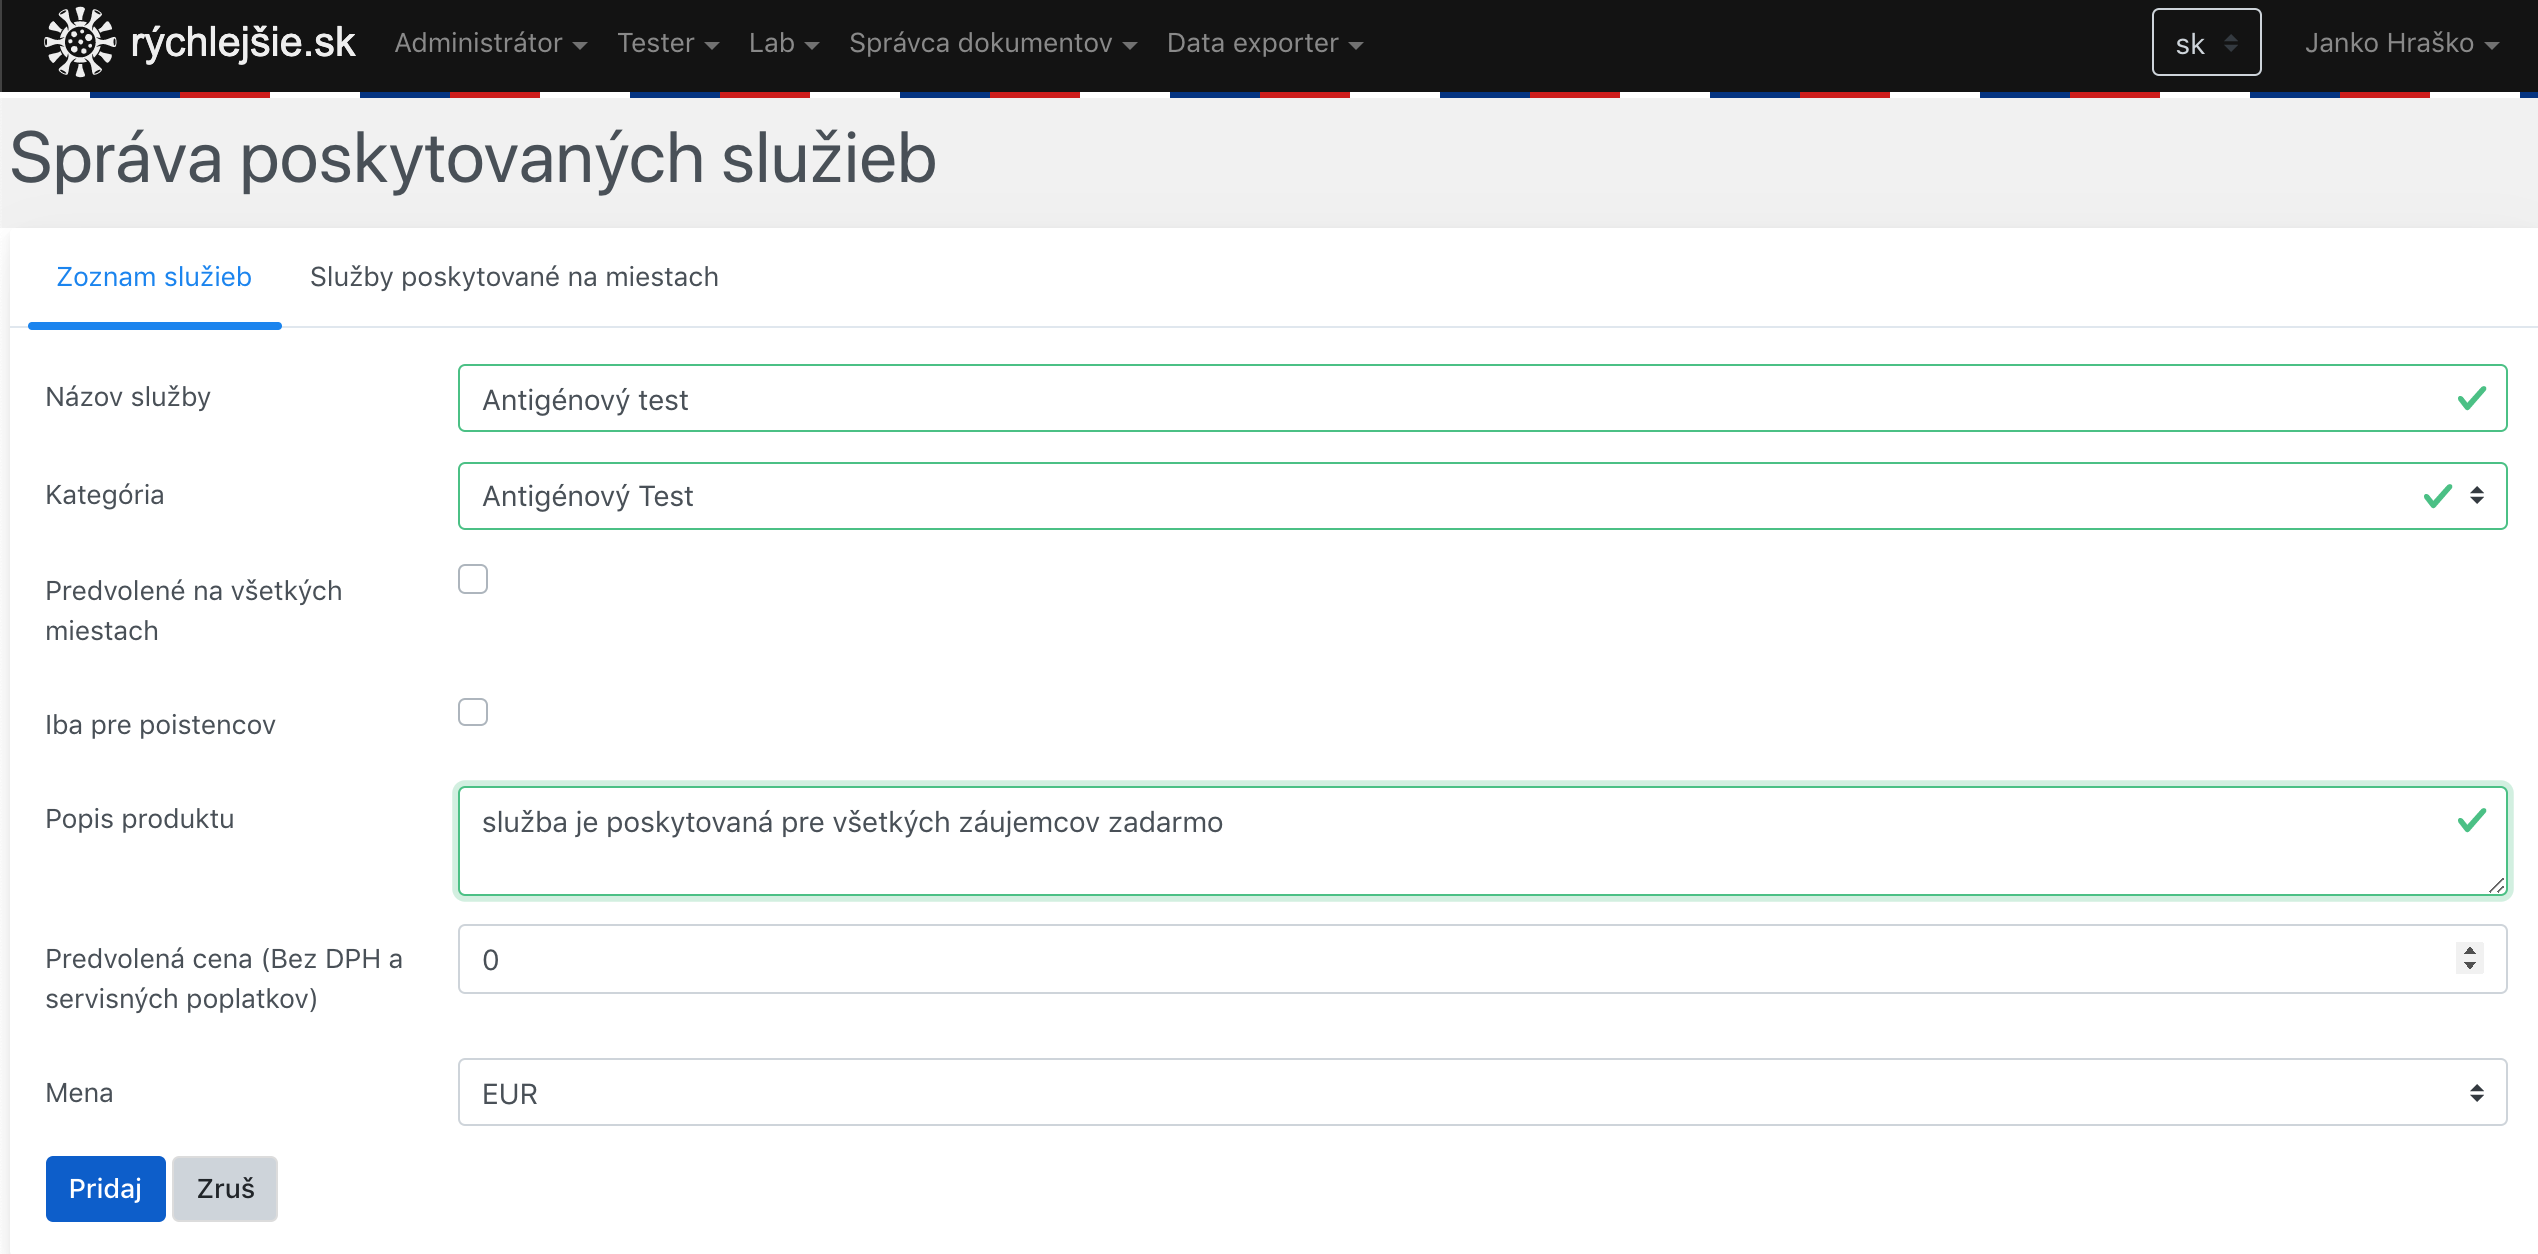 rýchlejšie.sk Administrátor Tester Lab Správca dokumentov Data exporter sk Janko Hraško
Správa poskytovaných služieb
Zoznam služieb Služby poskytované na miestach
Názov služby Antigénový test
Kategória Antigénový Test
Predvolené na všetkých
miestach
Iba pre poistencov
Popis produktu služba je poskytovaná pre všetkých záujemcov zadarmo
Predvolená cena (Bez DPH a 0
servisných poplatkov)
Mena EUR
Pridaj Zruš